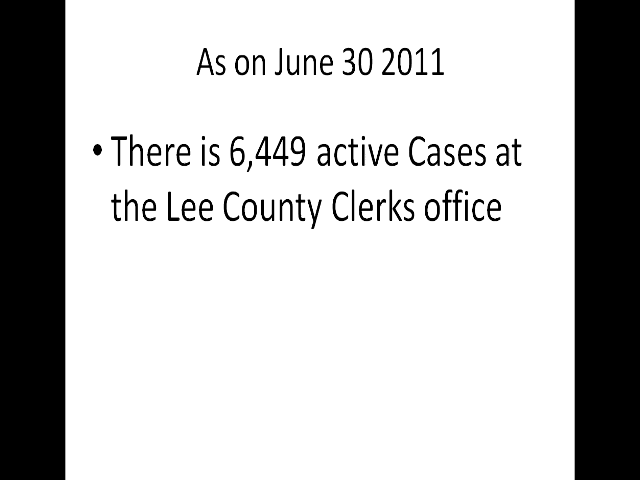 As on June 30 2011
• There is 6,449 active Cases at
the Lee County Clerks office